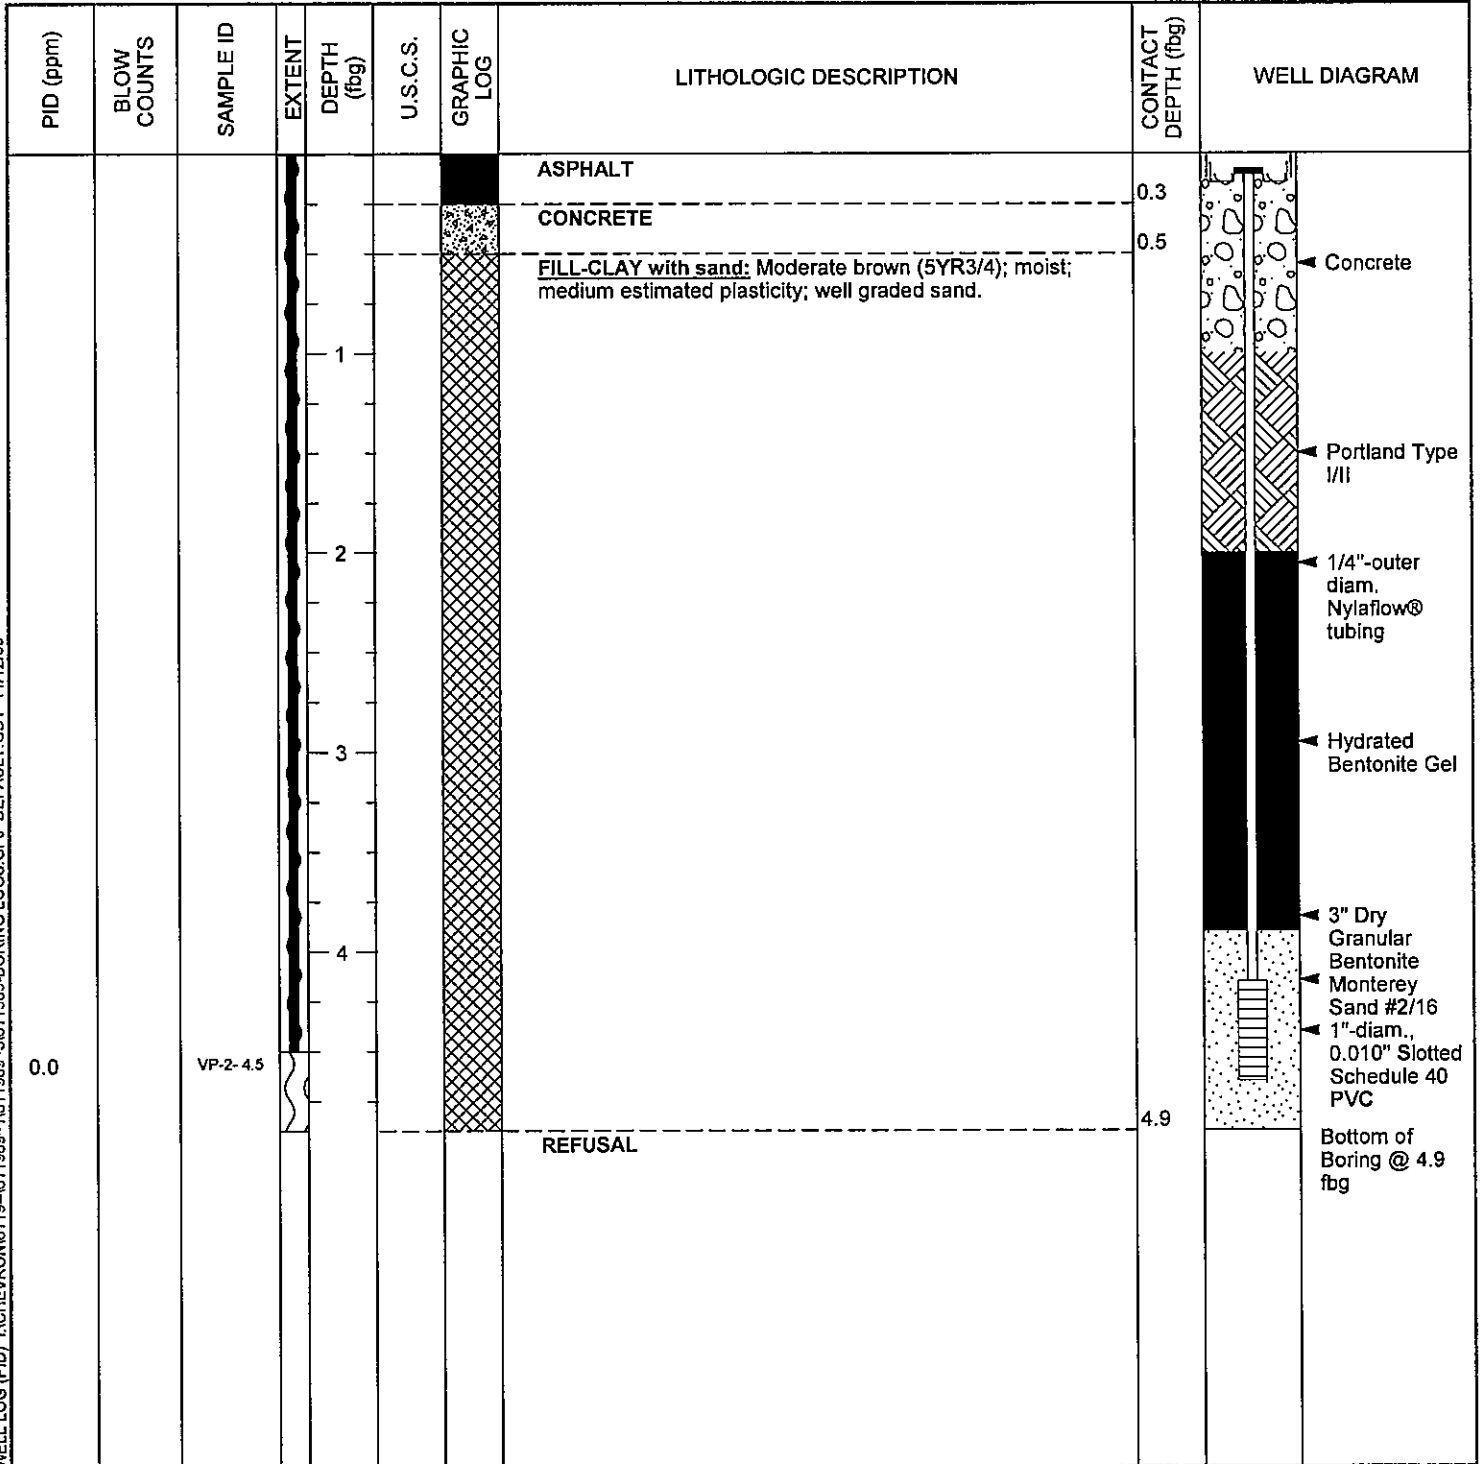 PID (ppm)
BLOW
COUNTS
SAMPLE ID
EXTENT
DEPTH
(fbg)
U.S.C.S.
GRAPHIC
LOG
LITHOLOGIC DESCRIPTION
CONTACT
DEPTH (fbg)
WELL DIAGRAM
ASPHALT
0.3
CONCRETE
0.5
FILL-CLAY with sand: Moderate brown (5YR3/4); moist;
medium estimated plasticity; well graded sand.
Concrete
1
Portland Type
I/II
2
1/4"-outer
diam.
Nylaflow®
tubing
3
Hydrated
Bentonite Gel
3" Dry
Granular
Bentonite
4
Monterey
Sand #2/16
1"-diam.,
0.010" Slotted
Schedule 40
PVC
0.0
VP-2- 4.5
4.9
REFUSAL
Bottom of
Boring @ 4.9
fbg
WELL LOG (PID)